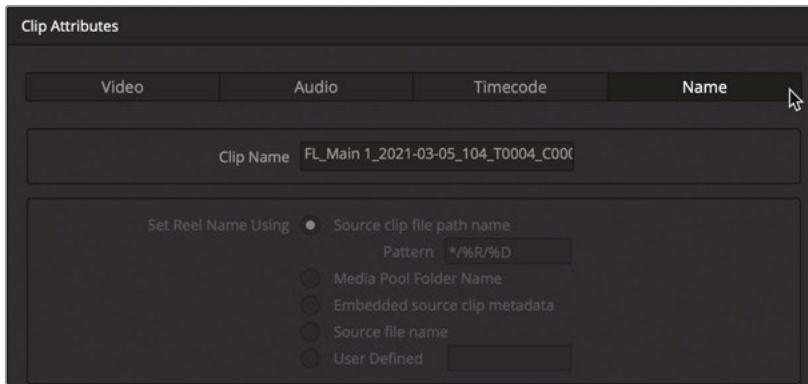 Clip Attributes
Video Audio Timecode Name
Clip Name FL_Main 1_2021-03-05_104_T0004_C000
Set Reel Name Using Source clip file path name
Pattern */%R/%D
Media Pool Folder Name
Embedded source clip metadata
Source file name
User Defined